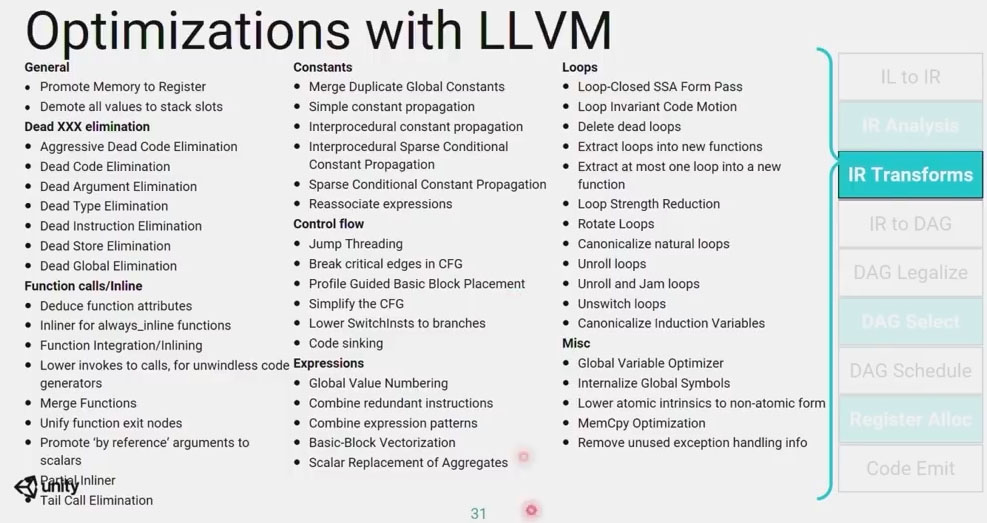 Optimizations with LLVM
General
• Promote Memory to Register
• Demote all values to stack slots
Dead XXX elimination
• Aggressive Dead Code Elimination
• Dead Code Elimination
• Dead Argument Elimination
• Dead Type Elimination
• Dead Instruction Elimination
• Dead Store Elimination
• Dead Global Elimination
Function calls/Inline
• Deduce function attributes
• Inliner for always_inline functions
• Function Integration/Inlining
• Lower invokes to calls, for unwindless code
generators
• Merge Functions
• Unify function exit nodes
• Promote ‘by reference’ arguments to
scalars
• Partial Inliner
• Tail Call Elimination
unity
Constants
• Merge Duplicate Global Constants
• Simple constant propagation
• Interprocedural constant propagation
• Interprocedural Sparse Conditional
Constant Propagation
• Sparse Conditional Constant Propagation
• Reassociate expressions
Control flow
• Jump Threading
• Break critical edges in CFG
• Profile Guided Basic Block Placement
• Simplify the CFG
• Lower SwitchInsts to branches
• Code sinking
Expressions
• Global Value Numbering
• Combine redundant instructions
• Combine expression patterns
• Basic-Block Vectorization
• Scalar Replacement of Aggregates
Loops
• Loop-Closed SSA Form Pass
• Loop Invariant Code Motion
• Delete dead loops
• Extract loops into new functions
• Extract at most one loop into a new
function
• Loop Strength Reduction
• Rotate Loops
• Canonicalize natural loops
• Unroll loops
• Unroll and Jam loops
• Unswitch loops
• Canonicalize Induction Variables
Misc
• Global Variable Optimizer
• Internalize Global Symbols
• Lower atomic intrinsics to non-atomic form
• MemCpy Optimization
• Remove unused exception handling info
IL to IR
IR Analysis
IR Transforms
IR to DAG
DAG Legalize
DAG Select
DAG Schedule
Register Alloc
Code Emit
31